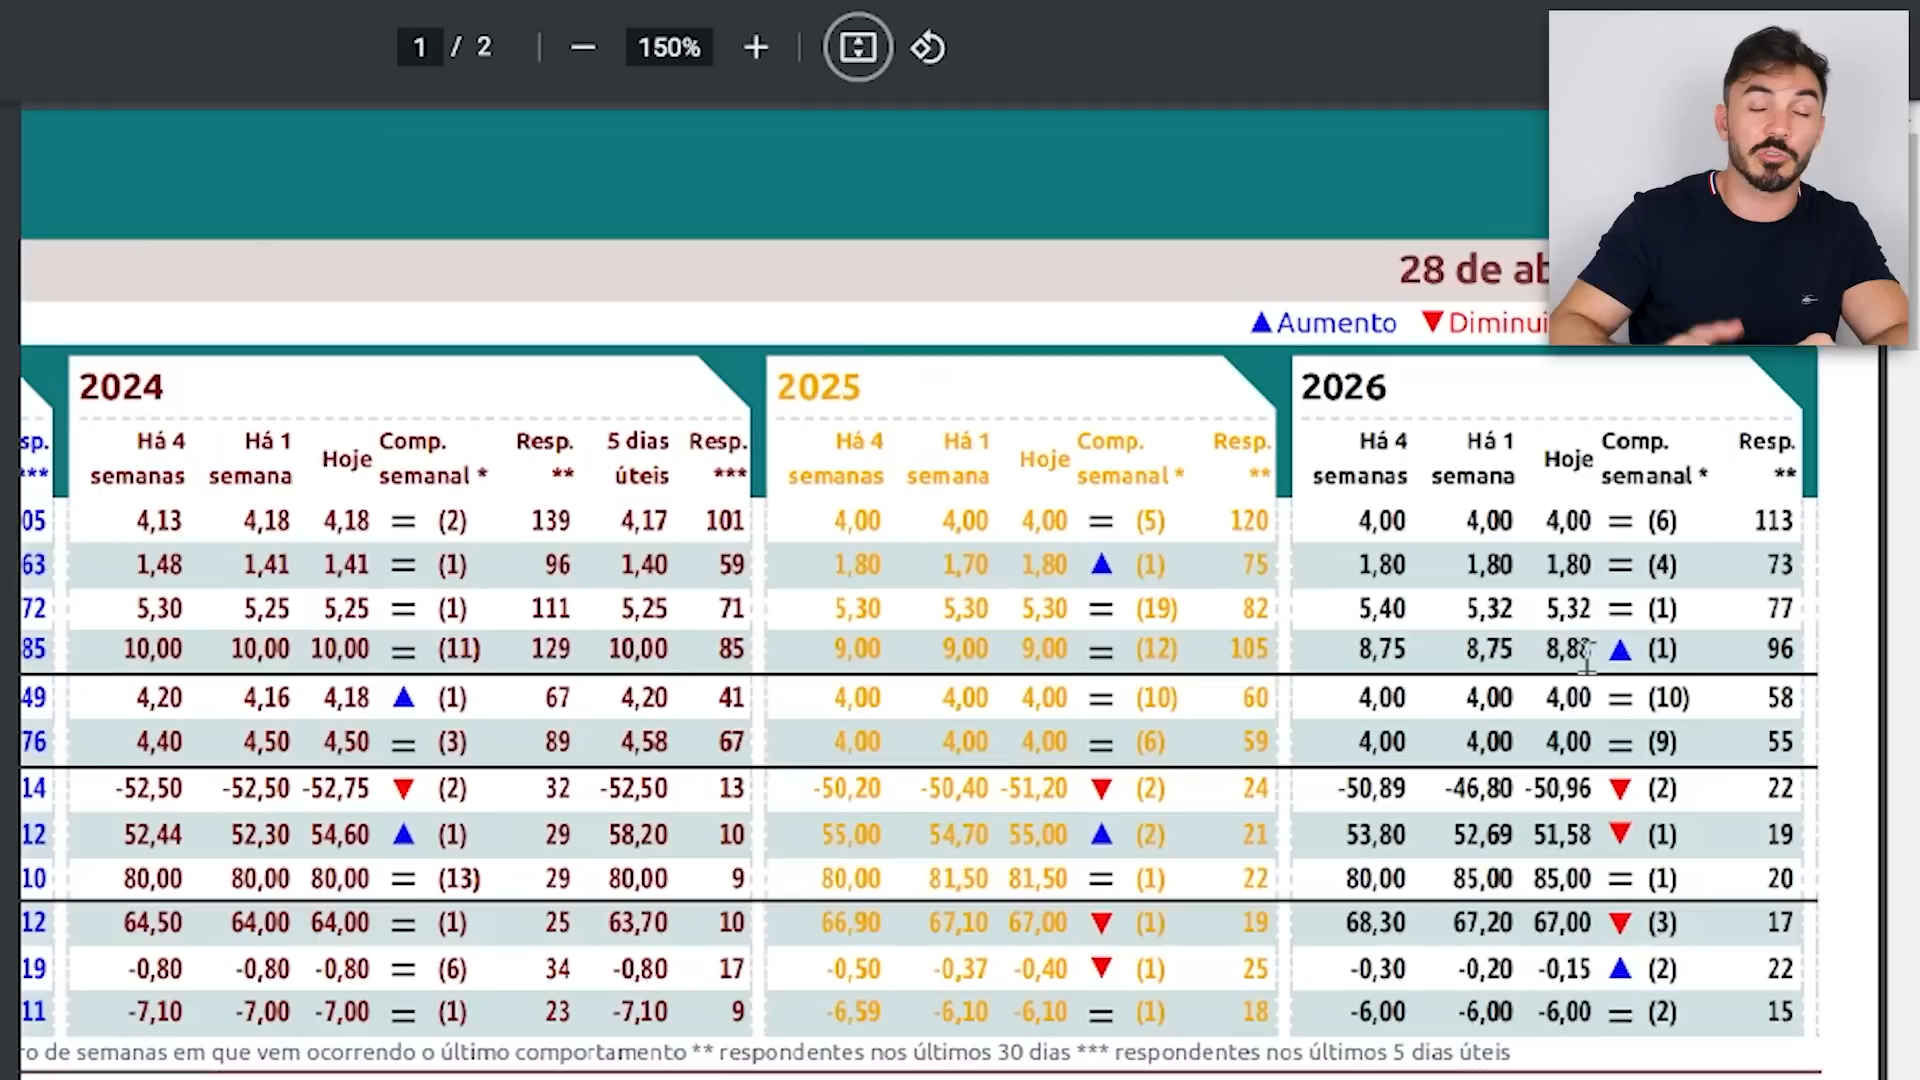 1 / 2 150%
28 de ab
▲Aumento ▼Diminui
2024 2025 2026
sp. Há 4 Há 1 Hoje Comp. Resp. 5 dias Resp. Há 4 Há 1 Hoje Comp. Resp. Há 4 Há 1 Hoje Comp. Resp.
*** semanas semana semanal * ** úteis *** semanas semana semanal * ** semanas semana semanal * **
05 4,13 4,18 4,18 = (2) 139 4,17 101 4,00 4,00 4,00 = (5) 120 4,00 4,00 4,00 = (6) 113
63 1,48 1,41 1,41 = (1) 96 1,40 59 1,80 1,70 1,80 ▲ (1) 75 1,80 1,80 1,80 = (4) 73
72 5,30 5,25 5,25 = (1) 111 5,25 71 5,30 5,30 5,30 = (19) 82 5,40 5,32 5,32 = (1) 77
85 10,00 10,00 10,00 = (11) 129 10,00 85 9,00 9,00 9,00 = (12) 105 8,75 8,75 ▲ (1) 96
49 4,20 4,16 4,18 ▲ (1) 67 4,20 41 4,00 4,00 4,00 = (10) 60 4,00 4,00 4,00 = (10) 58
76 4,40 4,50 4,50 = (3) 89 4,58 67 4,00 4,00 4,00 = (6) 59 4,00 4,00 4,00 = (9) 55
14 -52,50 -52,50 -52,75 ▼ (2) 32 -52,50 13 -50,20 -50,40 -51,20 ▼ (2) 24 -50,89 -46,80 -50,96 ▼ (2) 22
12 52,44 52,30 54,60 ▲ (1) 29 58,20 10 55,00 54,70 55,00 ▲ (2) 21 53,80 52,69 51,58 ▼ (1) 19
10 80,00 80,00 80,00 = (13) 29 80,00 9 80,00 81,50 81,50 = (1) 22 80,00 85,00 85,00 = (1) 20
12 64,50 64,00 64,00 = (1) 25 63,70 10 66,90 67,10 67,00 ▼ (1) 19 68,30 67,20 67,00 ▼ (3) 17
19 -0,80 -0,80 -0,80 = (6) 34 -0,80 17 -0,50 -0,37 -0,40 ▼ (1) 25 -0,30 -0,20 -0,15 ▲ (2) 22
11 -7,10 -7,00 -7,00 = (1) 23 -7,10 9 -6,59 -6,10 -6,10 = (1) 18 -6,00 -6,00 -6,00 = (2) 15
ro de semanas em que vem ocorrendo o último comportamento ** respondentes nos últimos 30 dias *** respondentes nos últimos 5 dias úteis